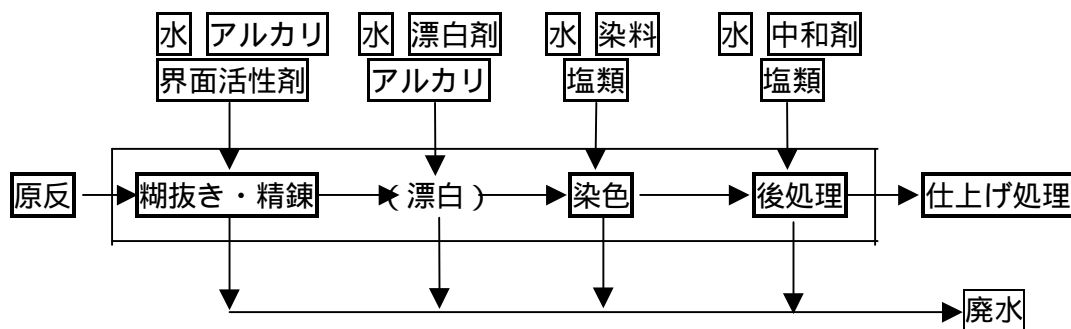 水 アルカリ 水 漂白剤 水 染料 水 中和剤
界面活性剤 アルカリ 塩類 塩類
原反 糊抜き・精錬 (漂白) 染色 後処理 仕上げ処理
廃水